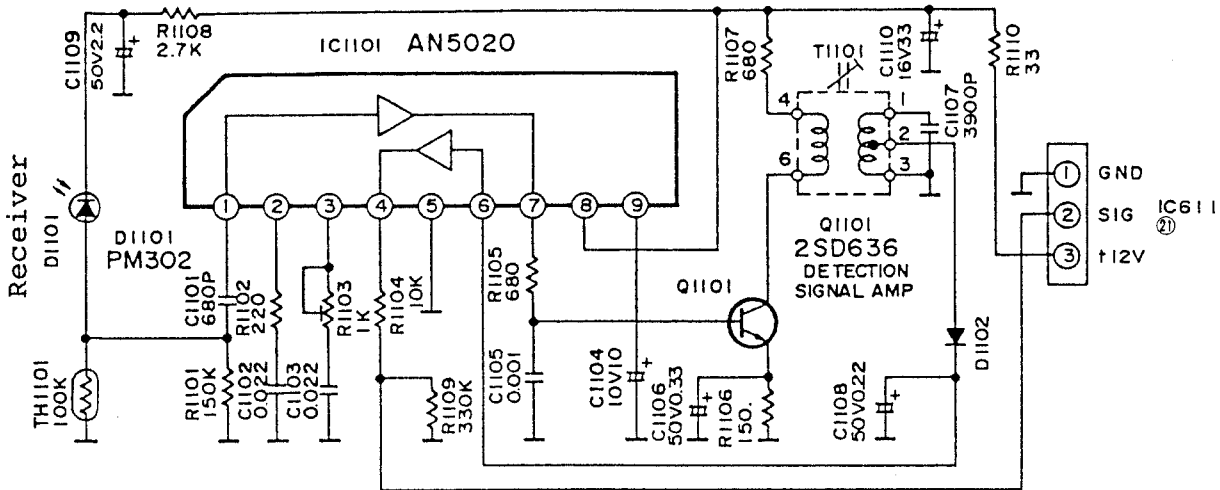 C1109
50V2.2
R1108
2.7K
IC1101 AN5020
R1107
680
T1101
C1110
16V33
R1110
33
C1107
3900P
4
6
1
2
3
Receiver
D1101
D1101
PM302
1
2
3
4
5
6
7
8
9
1
GND
2
SIG
3
+12V
IC611
21
Q1101
2SD636
DETECTION
SIGNAL AMP
Q1101
C1101
680P
R1102
220
R1103
1K
R1104
10K
R1105
680
TH1101
100K
R1101
150K
C1102
0.022
C1103
0.022
R1109
330K
C1105
0.001
C1104
10V10
C1106
50V0.33
R1106
150.
C1108
50V0.22
D1102